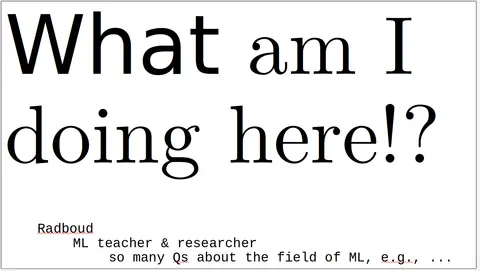 What am I
doing here!?
Radboud
ML teacher & researcher
so many Qs about the field of ML, e.g., ...